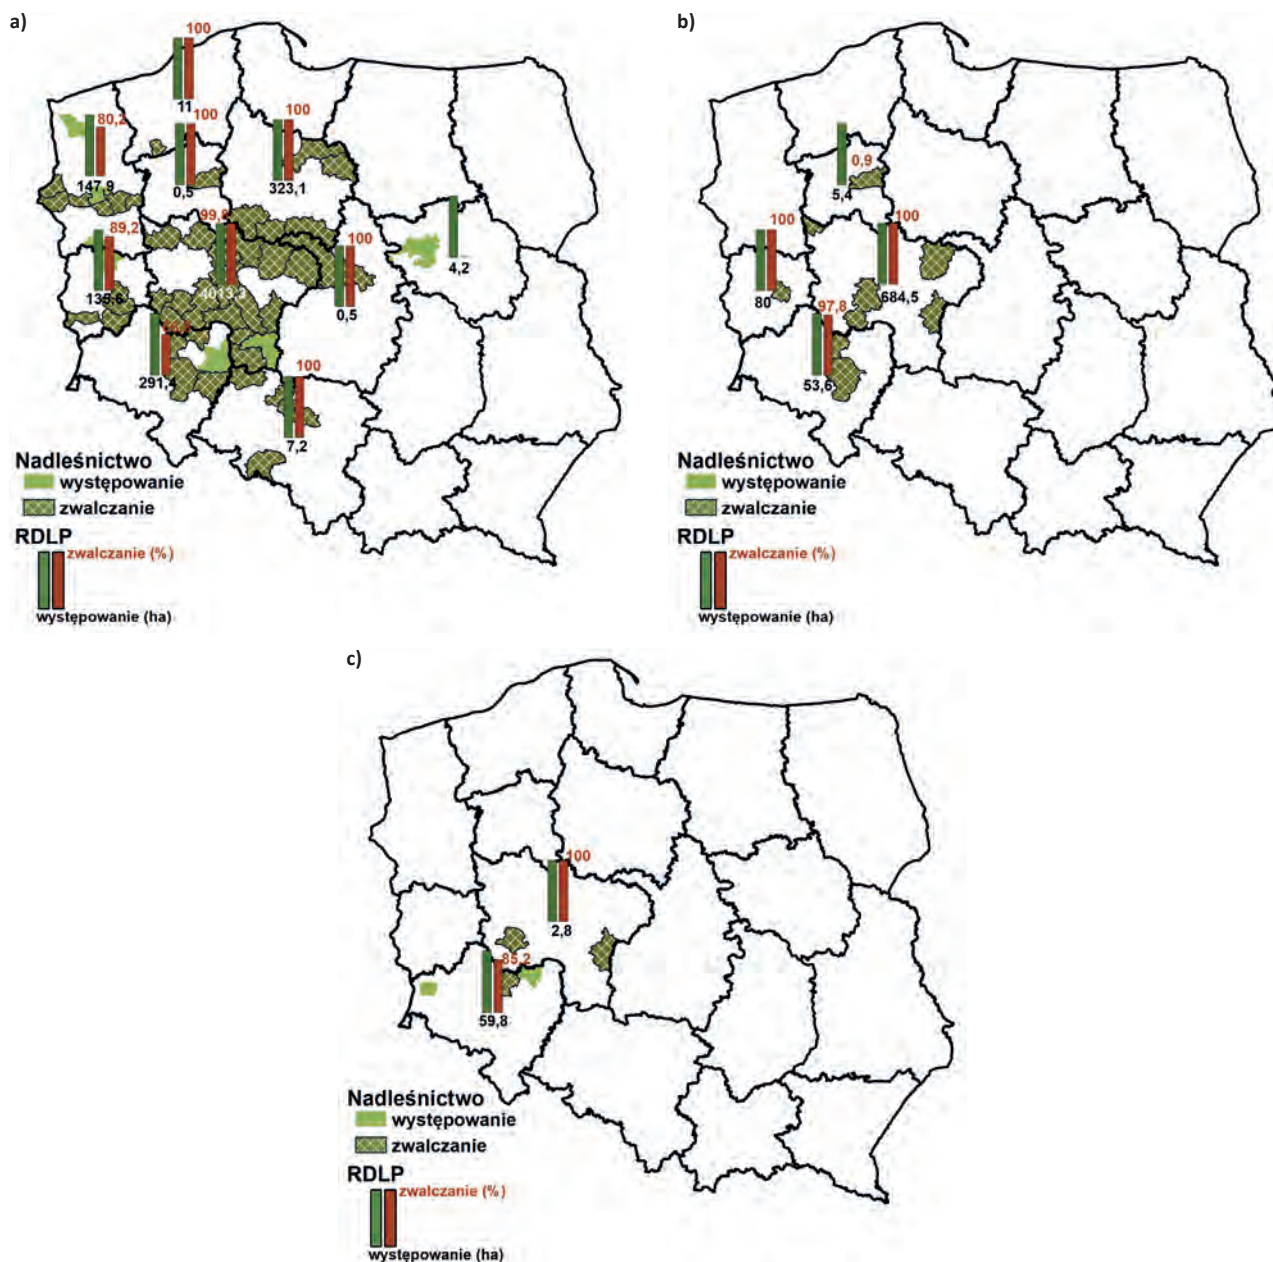 a)
100
11
100
0,5
100
323,1
80,2
147,9
89,2
135,6
99,8
4013,3
100
0,5
4,2
291,4
100
7,2
Nadleśnictwo
występowanie
zwalczanie
RDLP
zwalczanie (%)
występowanie (ha)
b)
0,9
5,4
100
80
100
684,5
97,8
53,6
Nadleśnictwo
występowanie
zwalczanie
RDLP
zwalczanie (%)
występowanie (ha)
c)
100
2,8
85,2
59,8
Nadleśnictwo
występowanie
zwalczanie
RDLP
zwalczanie (%)
występowanie (ha)